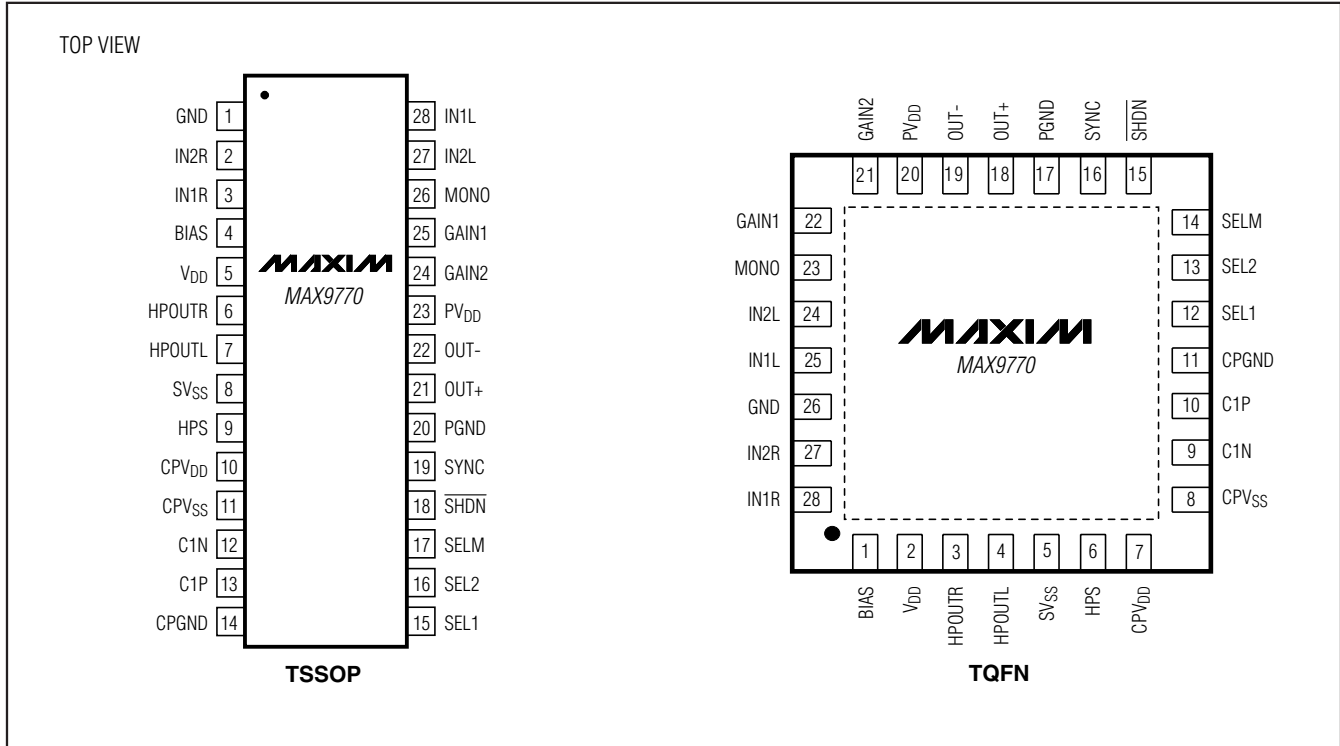 TOP VIEW
GND 1
IN2R 2
IN1R 3
BIAS 4
VDD 5
HPOUTR 6
HPOUTL 7
SVSS 8
HPS 9
CPVDD 10
CPVSS 11
C1N 12
C1P 13
CPGND 14
MAXIM
MAX9770
28 IN1L
27 IN2L
26 MONO
25 GAIN1
24 GAIN2
23 PVDD
22 OUT-
21 OUT+
20 PGND
19 SYNC
18 SHDN
17 SELM
16 SEL2
15 SEL1
TSSOP
GAIN2 PVDD OUT- OUT+ PGND SYNC SHDN
21 20 19 18 17 16 15
GAIN1 22
MONO 23
IN2L 24
IN1L 25
GND 26
IN2R 27
IN1R 28
MAXIM
MAX9770
14 SELM
13 SEL2
12 SEL1
11 CPGND
10 C1P
9 C1N
8 CPVSS
1 2 3 4 5 6 7
BIAS VDD HPOUTR HPOUTL SVSS HPS CPVDD
TQFN